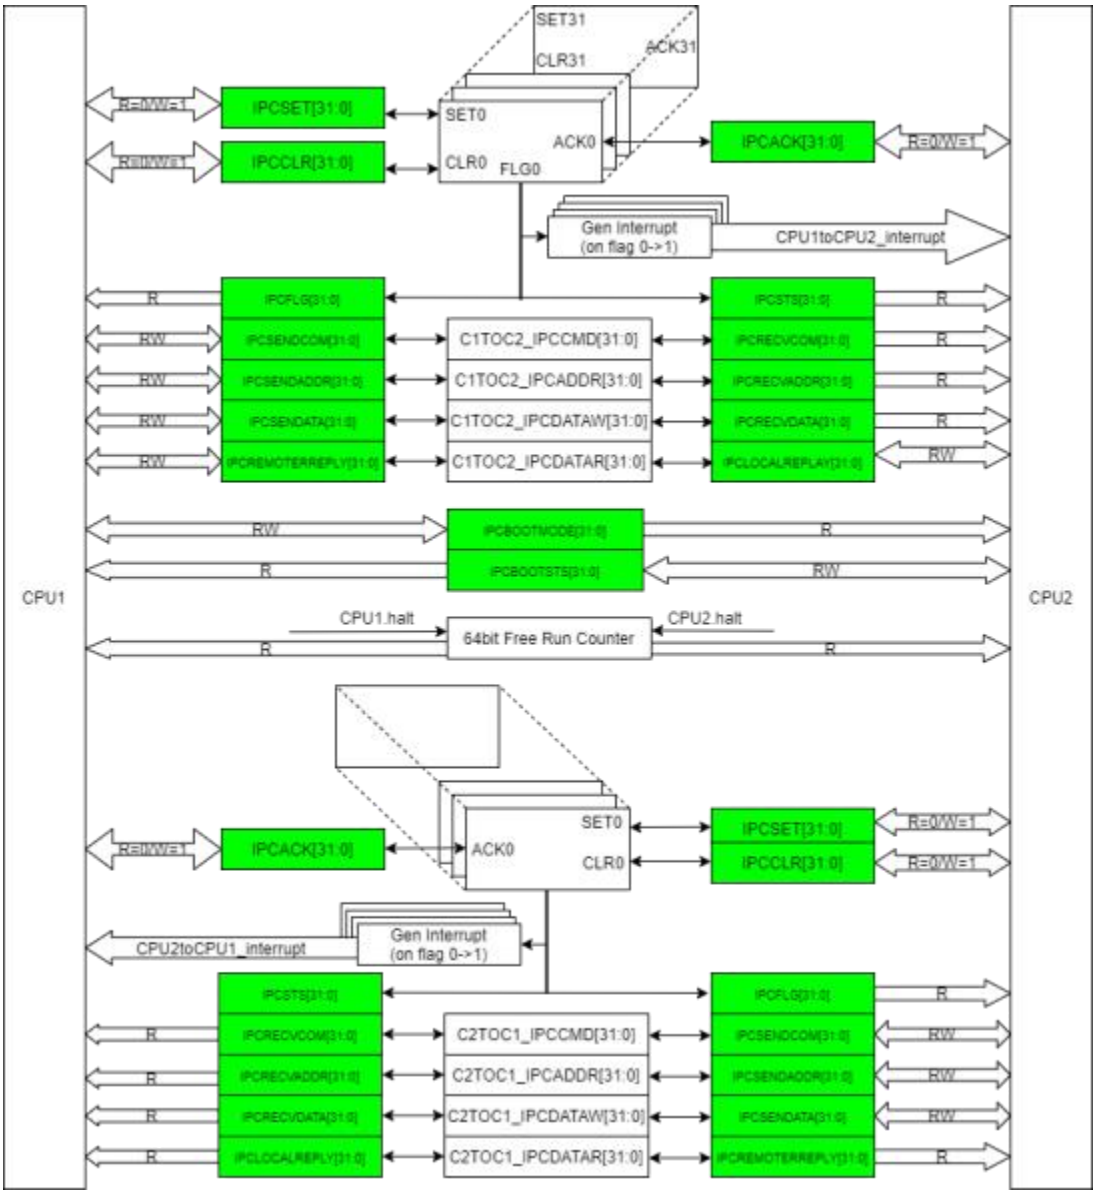 SET31
ACK31
CLR31
R=0/W=1
IPCSET[31:0]
SET0
ACK0
IPCACK[31:0]
R=0/W=1
R=0/W=1
IPCCLR[31:0]
CLR0
FLG0
Gen Interrupt
(on flag 0->1)
CPU1toCPU2_interrupt
R
IPCFLG[31:0]
IPCSTS[31:0]
R
RW
IPCSENDCOM[31:0]
C1TOC2_IPCCMD[31:0]
IPCRECVCOM[31:0]
R
RW
IPCSENDADDR[31:0]
C1TOC2_IPCADDR[31:0]
IPCRECVADDR[31:0]
R
RW
IPCSENDATA[31:0]
C1TOC2_IPCDATAW[31:0]
IPCRECVDATA[31:0]
R
RW
IPCREMOTERREPLY[31:0]
C1TOC2_IPCDATAR[31:0]
IPCLOCALREPLAY[31:0]
RW
RW
IPCBOOTMODE[31:0]
R
R
IPCBOOTSTS[31:0]
RW
CPU1
CPU2
CPU1.halt
CPU2.halt
64bit Free Run Counter
R
R
SET0
IPCSET[31:0]
R=0/W=1
R=0/W=1
IPCACK[31:0]
ACK0
CLR0
IPCCLR[31:0]
R=0/W=1
CPU2toCPU1_interrupt
Gen Interrupt
(on flag 0->1)
IPCSTS[31:0]
IPCFLG[31:0]
R
R
IPCRECVCOM[31:0]
C2TOC1_IPCCMD[31:0]
IPCSENDCOM[31:0]
RW
R
IPCRECVADDR[31:0]
C2TOC1_IPCADDR[31:0]
IPCSENDADDR[31:0]
RW
R
IPCRECVDATA[31:0]
C2TOC1_IPCDATAW[31:0]
IPCSENDATA[31:0]
RW
R
IPCLOCALREPLY[31:0]
C2TOC1_IPCDATAR[31:0]
IPCREMOTERREPLY[31:0]
R